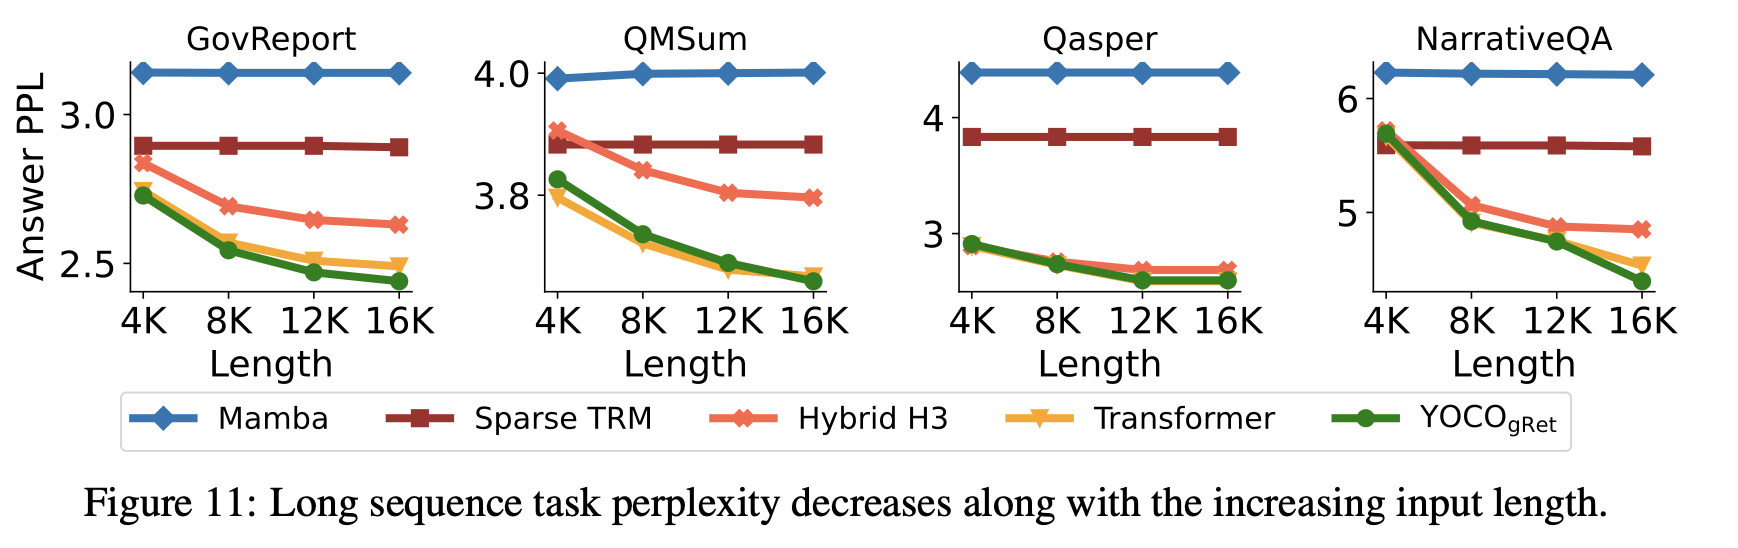 GovReport QMSum Qasper NarrativeQA
Answer PPL
3.0
2.5
4K 8K 12K 16K
Length
4.0
3.8
4K 8K 12K 16K
Length
4
3
4K 8K 12K 16K
Length
6
5
4K 8K 12K 16K
Length
Mamba Sparse TRM Hybrid H3 Transformer YOCOgRet
Figure 11: Long sequence task perplexity decreases along with the increasing input length.